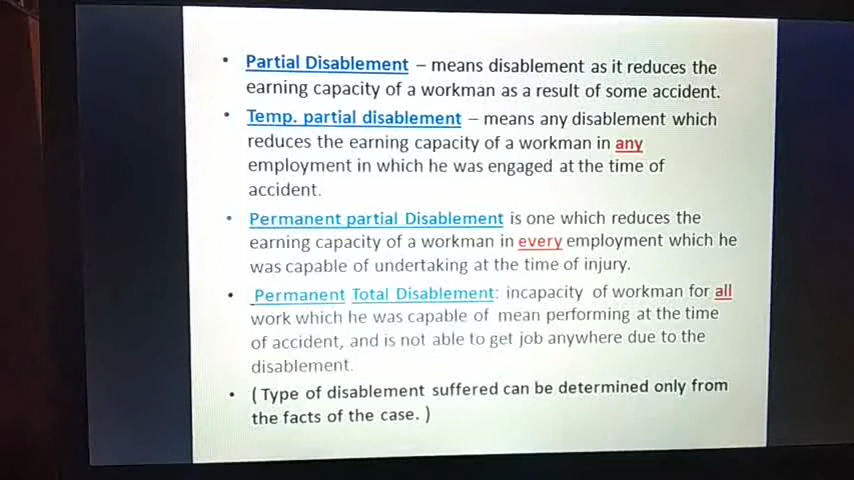 • Partial Disablement – means disablement as it reduces the
earning capacity of a workman as a result of some accident.
• Temp. partial disablement – means any disablement which
reduces the earning capacity of a workman in any
employment in which he was engaged at the time of
accident.
• Permanent partial Disablement is one which reduces the
earning capacity of a workman in every employment which he
was capable of undertaking at the time of injury.
• Permanent Total Disablement: incapacity of workman for all
work which he was capable of mean performing at the time
of accident, and is not able to get job anywhere due to the
disablement.
• ( Type of disablement suffered can be determined only from
the facts of the case. )